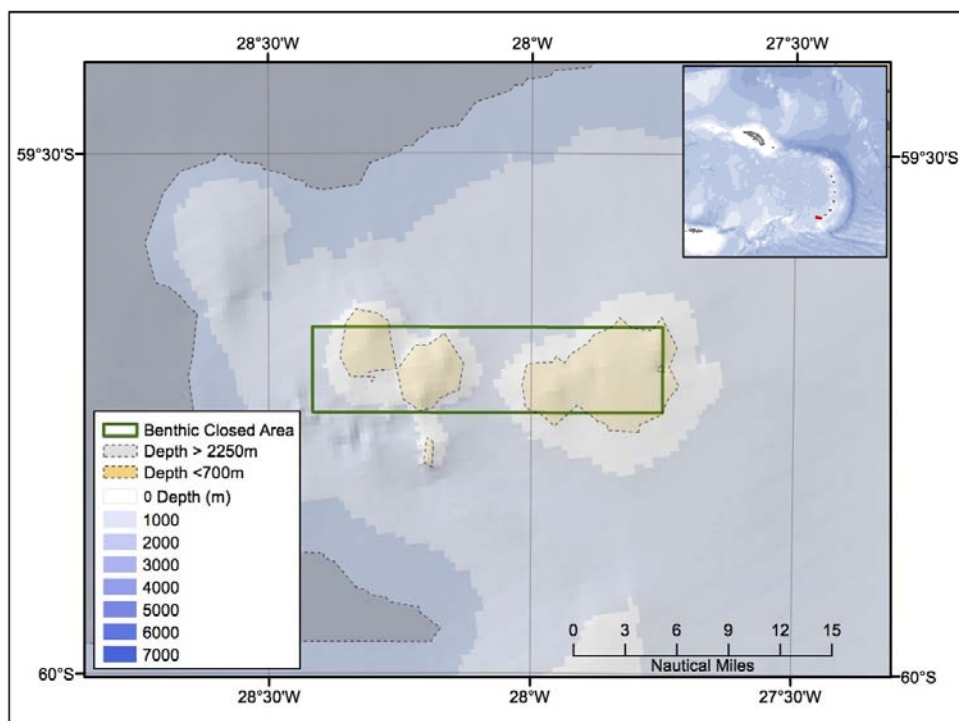 28°30'W 28°W 27°30'W
59°30'S 59°30'S
Benthic Closed Area
Depth > 2250m
Depth <700m
0 Depth (m)
1000
2000
3000
4000
5000
6000
7000
0 3 6 9 12 15
Nautical Miles
60°S 60°S
28°30'W 28°W 27°30'W